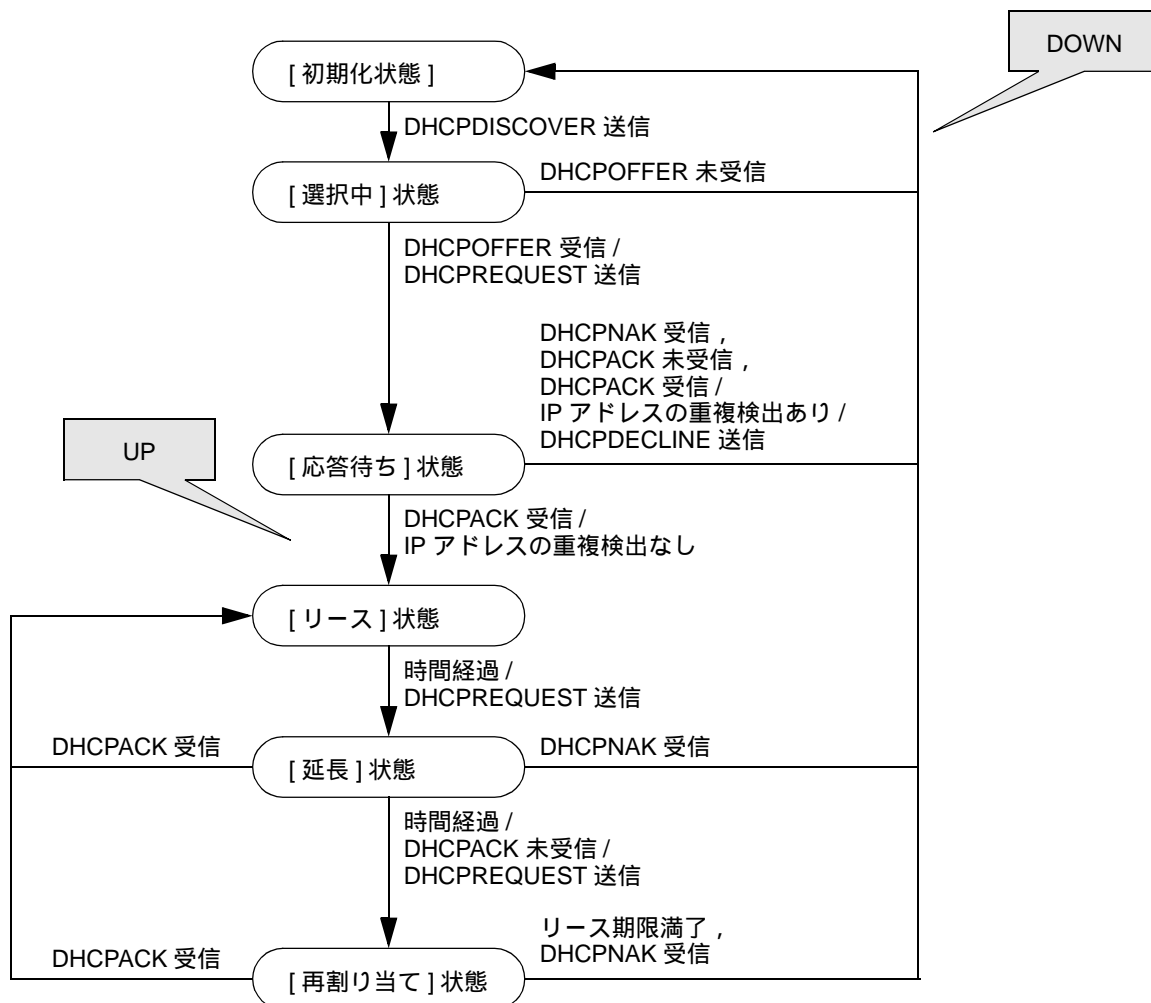 DOWN
[ 初期化状態 ]
DHCPDISCOVER 送信
[ 選択中 ] 状態
DHCPOFFER 未受信
DHCPOFFER 受信 /
DHCPREQUEST 送信
DHCPNAK 受信 ,
DHCPACK 未受信 ,
DHCPACK 受信 /
IP アドレスの重複検出あり /
DHCPDECLINE 送信
UP
[ 応答待ち ] 状態
DHCPACK 受信 /
IP アドレスの重複検出なし
[ リース ] 状態
時間経過 /
DHCPREQUEST 送信
DHCPACK 受信
[ 延長 ] 状態
DHCPNAK 受信
時間経過 /
DHCPACK 未受信 /
DHCPREQUEST 送信
DHCPACK 受信
[ 再割り当て ] 状態
リース期限満了 ,
DHCPNAK 受信